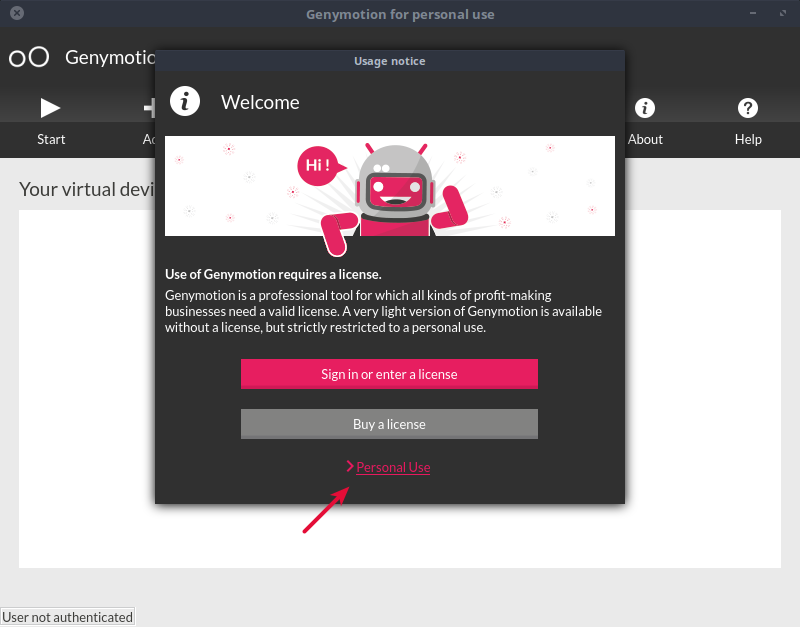 Genymotion for personal use
Genymotio
Usage notice
Welcome
Start
About
Help
Hi !
Your virtual devi
Use of Genymotion requires a license.
Genymotion is a professional tool for which all kinds of profit-making
businesses need a valid license. A very light version of Genymotion is available
without a license, but strictly restricted to a personal use.
Sign in or enter a license
Buy a license
Personal Use
User not authenticated